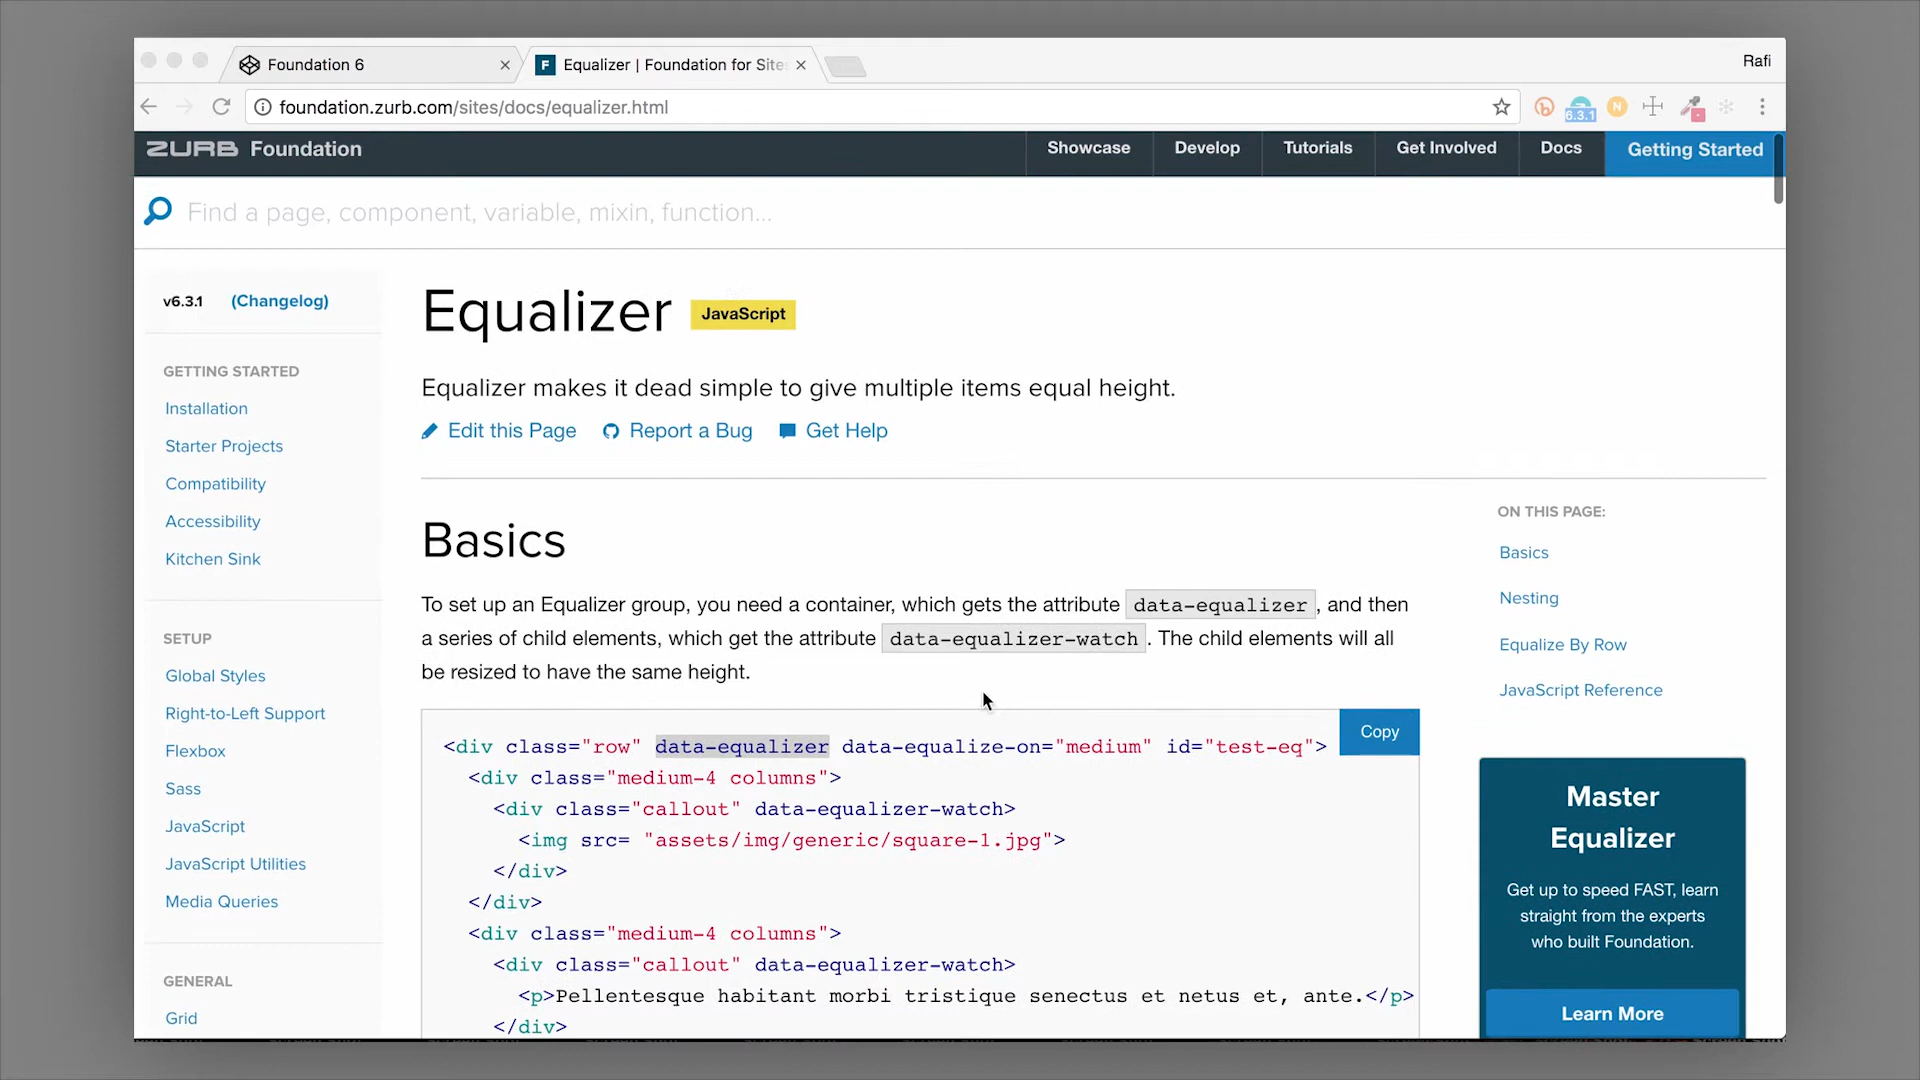 Foundation 6
Equalizer | Foundation for Site
Rafi
foundation.zurb.com/sites/docs/equalizer.html
6.3.1
N
ZURB Foundation
Showcase
Develop
Tutorials
Get Involved
Docs
Getting Started
Find a page, component, variable, mixin, function...
v6.3.1 (Changelog)
GETTING STARTED
Installation
Starter Projects
Compatibility
Accessibility
Kitchen Sink
SETUP
Global Styles
Right-to-Left Support
Flexbox
Sass
JavaScript
JavaScript Utilities
Media Queries
GENERAL
Grid
Equalizer JavaScript
Equalizer makes it dead simple to give multiple items equal height.
Edit this Page Report a Bug Get Help
Basics
To set up an Equalizer group, you need a container, which gets the attribute data-equalizer , and then
a series of child elements, which get the attribute data-equalizer-watch . The child elements will all
be resized to have the same height.
Copy
<div class="row" data-equalizer data-equalize-on="medium" id="test-eq">
<div class="medium-4 columns">
<div class="callout" data-equalizer-watch>
<img src= "assets/img/generic/square-1.jpg">
</div>
</div>
<div class="medium-4 columns">
<div class="callout" data-equalizer-watch>
<p>Pellentesque habitant morbi tristique senectus et netus et, ante.</p>
</div>
ON THIS PAGE:
Basics
Nesting
Equalize By Row
JavaScript Reference
Master
Equalizer
Get up to speed FAST, learn
straight from the experts
who built Foundation.
Learn More